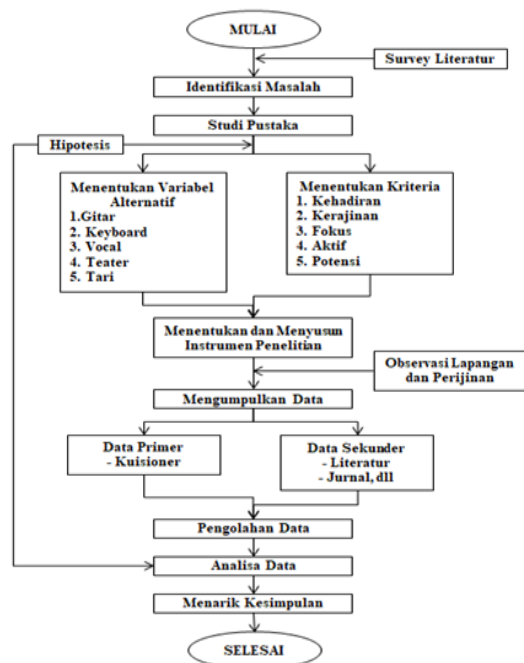 MULAI
Survey Literatur
Identifikasi Masalah
Studi Pustaka
Hipotesis
Menentukan Variabel
Alternatif
1.Gitar
2. Keyboard
3. Vocal
4. Teater
5. Tari
Menentukan Kriteria
1. Kehadiran
2. Kerajinan
3. Fokus
4. Aktif
5. Potensi
Menentukan dan Menyusun
Instrumen Penelitian
Observasi Lapangan
dan Perijinan
Mengumpulkan Data
Data Primer
- Kuisioner
Data Sekunder
- Literatur
- Jurnal, dll
Pengolahan Data
Analisa Data
Menarik Kesimpulan
SELESAI